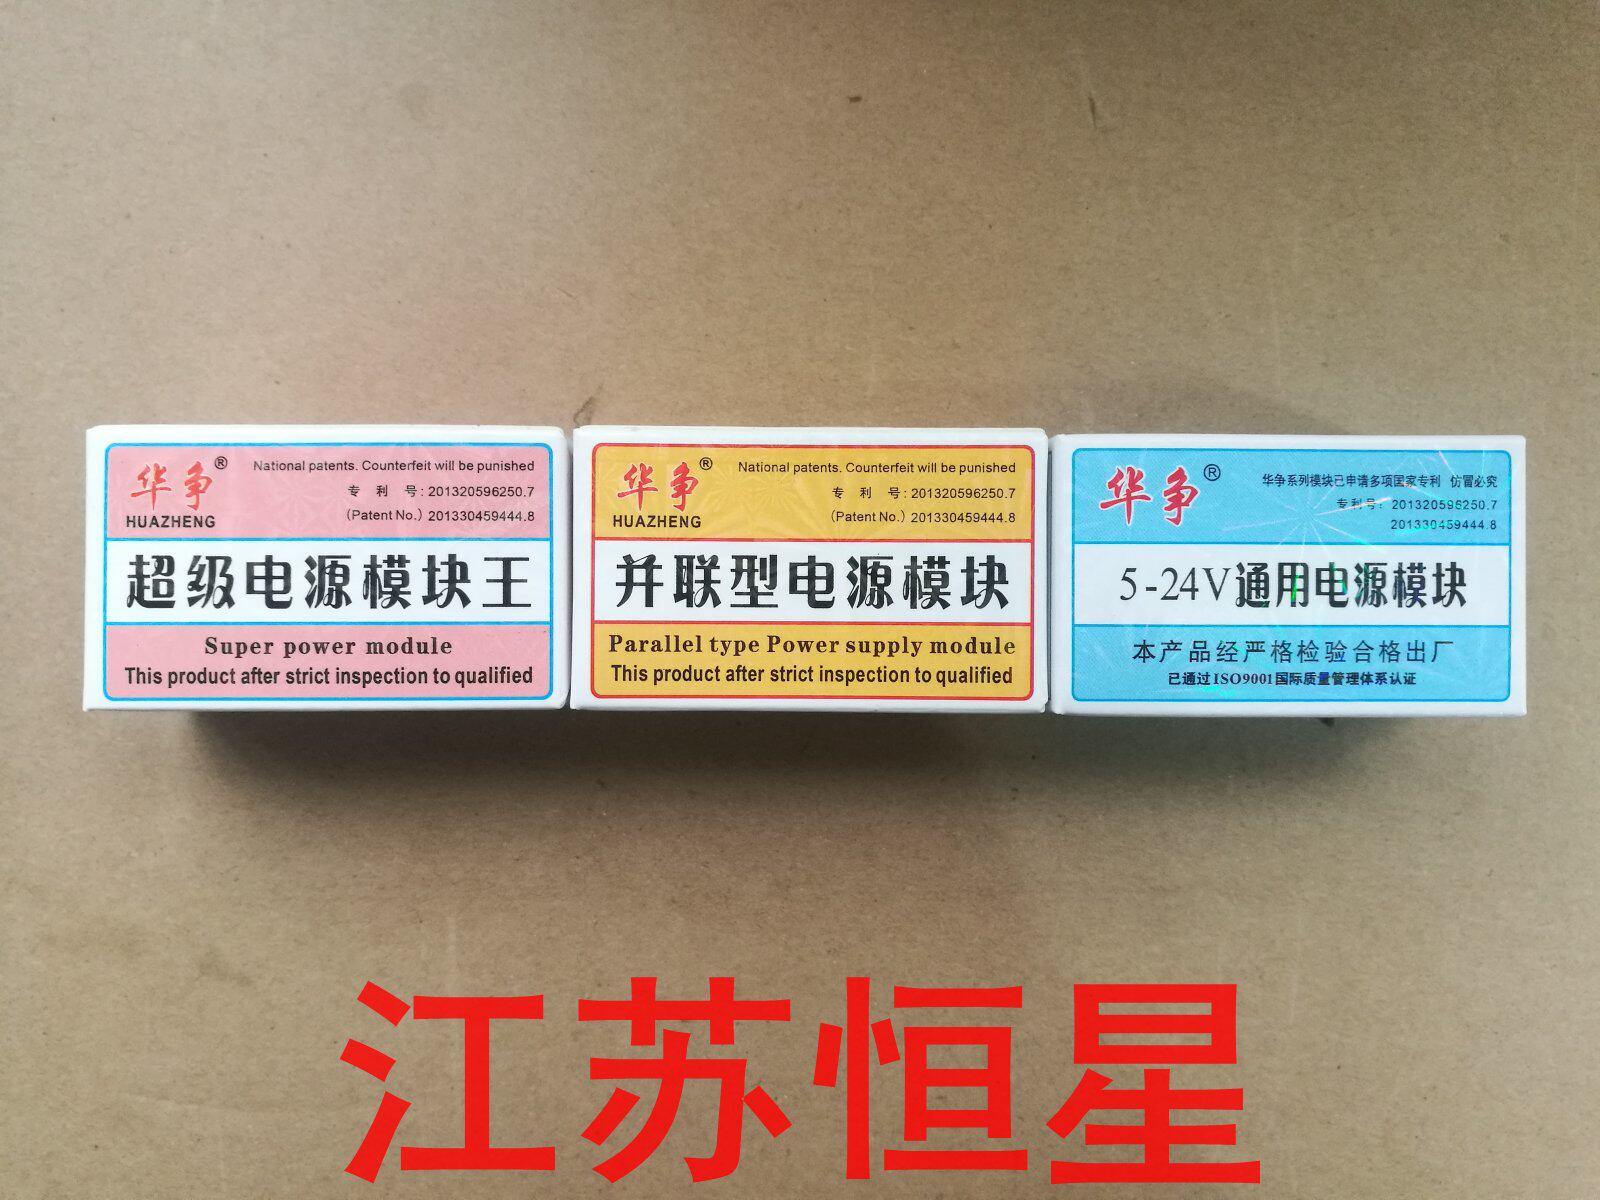 华争®
HUAZHENG
National patents. Counterfeit will be punished
专 利 号: 201320596250.7
(Patent No.) 201330459444.8
超级电源模块王
Super power module
This product after strict inspection to qualified
华争®
HUAZHENG
National patents. Counterfeit will be punished
专 利 号: 201320596250.7
(Patent No.) 201330459444.8
并联型电源模块
Parallel type Power supply module
This product after strict inspection to qualified
华争®
华争系列模块已申请多项国家专利 仿冒必究
专利号: 201320596250.7
201330459444.8
5-24V通用电源模块
本产品经严格检验合格出厂
已通过ISO9001国际质量管理体系认证
江苏恒星